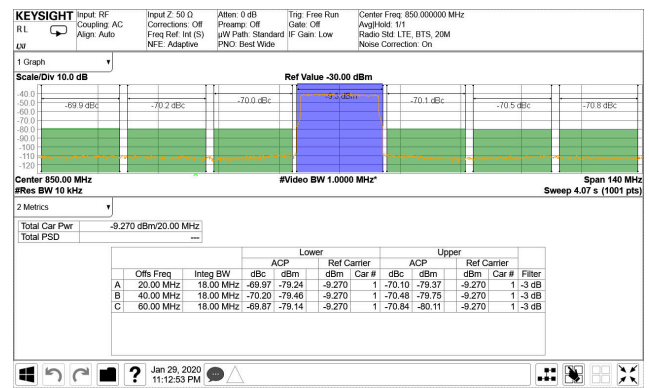 KEYSIGHT Input: RF Input Z: 50 Ω Atten: 0 dB Trig: Free Run Center Freq: 850.000000 MHz
RL Coupling: AC Corrections: Off Preamp: Off Gate: Off Avg|Hold: 1/1
Align: Auto Freq Ref: Int (S) µW Path: Standard IF Gain: Low Radio Std: LTE, BTS, 20M
LXI NFE: Adaptive PNO: Best Wide Noise Correction: On
1 Graph
Scale/Div 10.0 dB Ref Value -30.00 dBm
-40.0
-50.0 -69.9 dBc -70.2 dBc -70.0 dBc -9.3 dBm -70.1 dBc -70.5 dBc -70.8 dBc
-60.0
-70.0
-80.0
-90.0
-100
-110
-120
Center 850.00 MHz #Video BW 1.0000 MHz* Span 140 MHz
#Res BW 10 kHz Sweep 4.07 s (1001 pts)
2 Metrics
Total Car Pwr -9.270 dBm/20.00 MHz
Total PSD ---
Lower Upper
ACP Ref Carrier ACP Ref Carrier
Offs Freq Integ BW dBc dBm dBm Car # dBc dBm dBm Car # Filter
A 20.00 MHz 18.00 MHz -69.97 -79.24 -9.270 1 -70.10 -79.37 -9.270 1 -3 dB
B 40.00 MHz 18.00 MHz -70.20 -79.46 -9.270 1 -70.48 -79.75 -9.270 1 -3 dB
C 60.00 MHz 18.00 MHz -69.87 -79.14 -9.270 1 -70.84 -80.11 -9.270 1 -3 dB
? Jan 29, 2020
11:12:53 PM